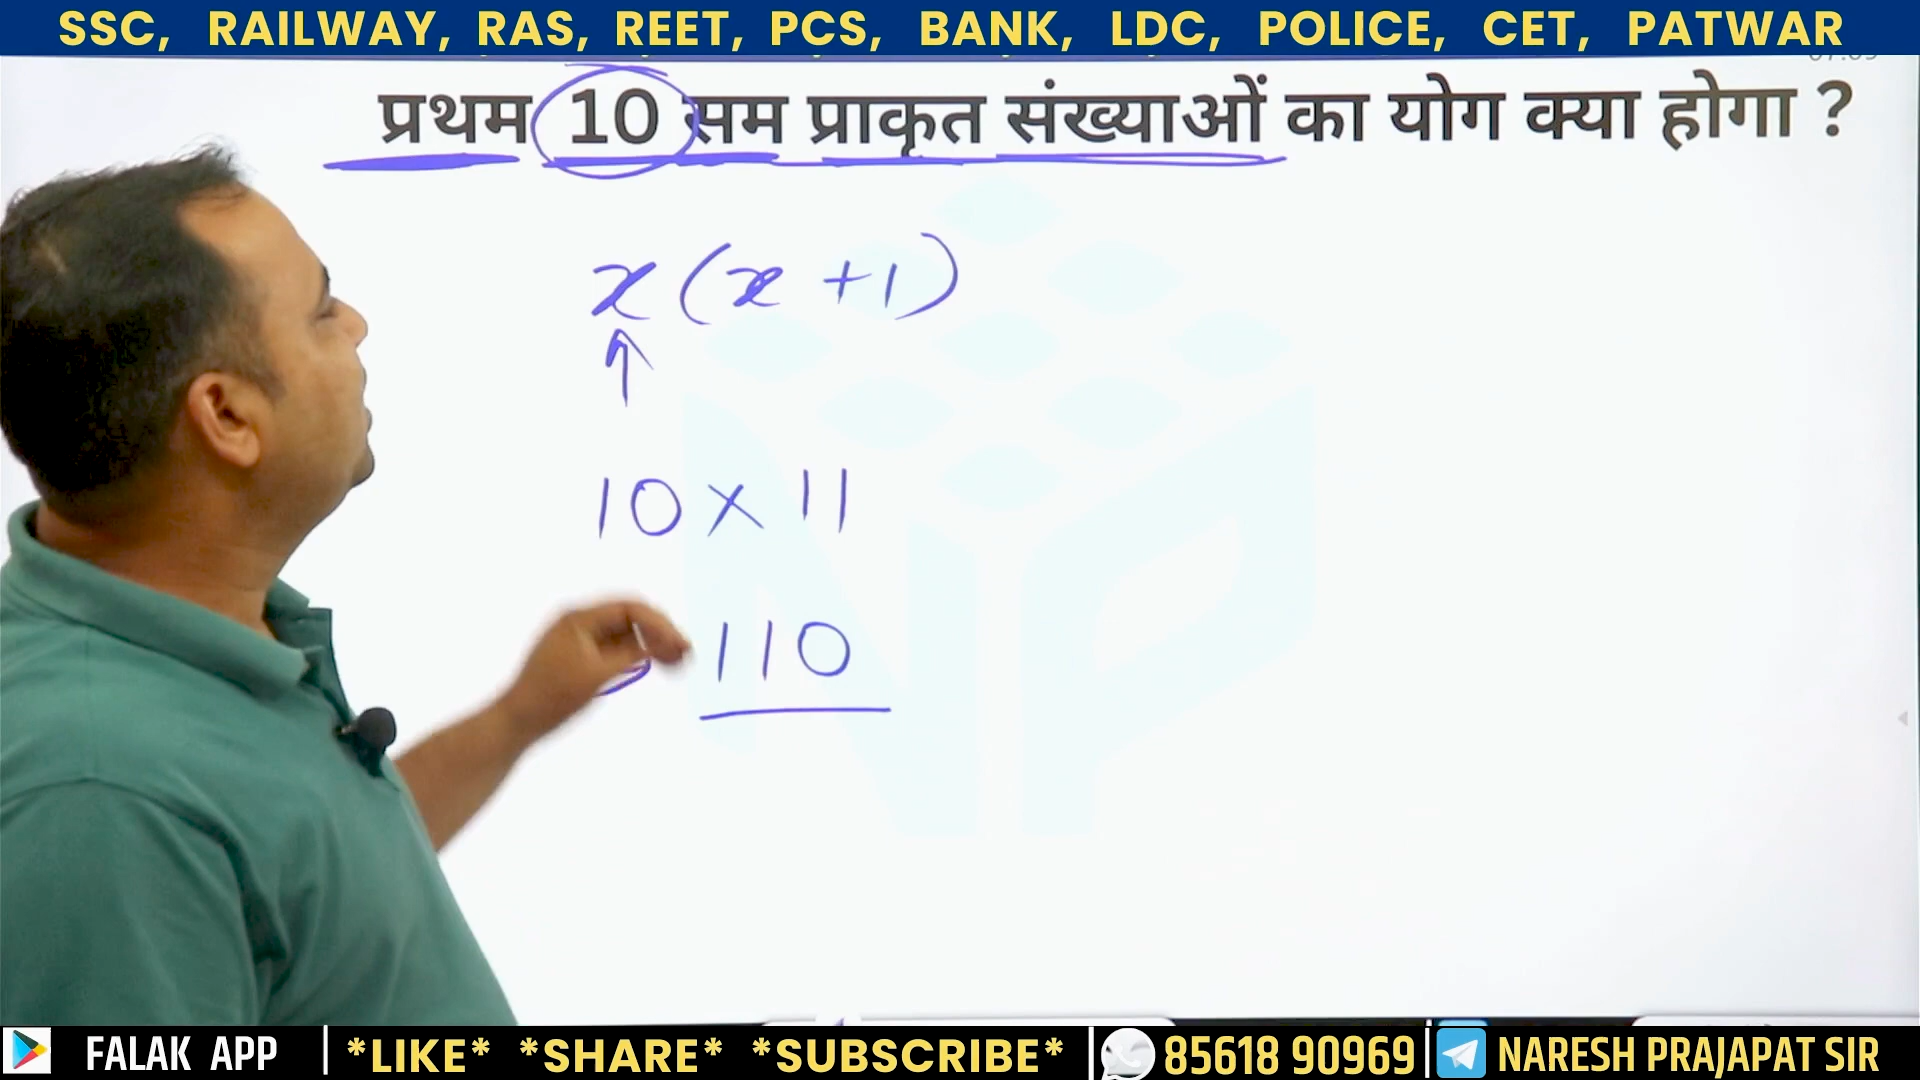 SSC, RAILWAY, RAS, REET, PCS, BANK, LDC, POLICE, CET, PATWAR
प्रथम 10 सम प्राकृत संख्याओं का योग क्या होगा ?
x(x+1)
10×11
110
FALAK APP | *LIKE* *SHARE* *SUBSCRIBE* | 85618 90969 | NARESH PRAJAPAT SIR